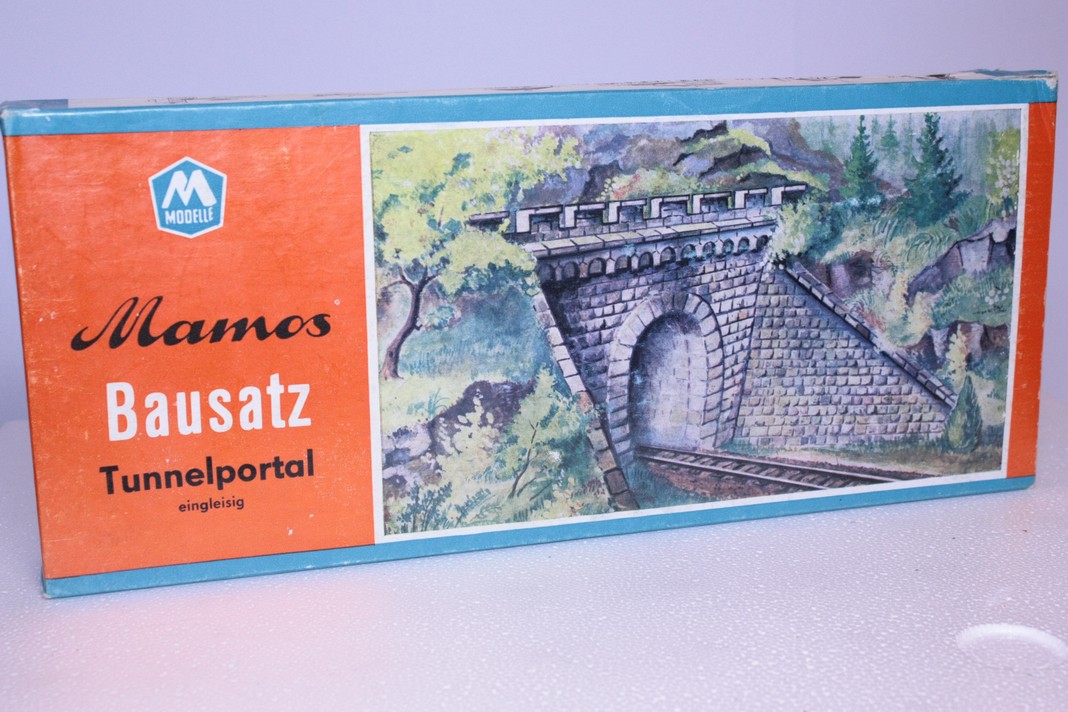 M
MODELLE
Mamos
Bausatz
Tunnelportal
eingleisig